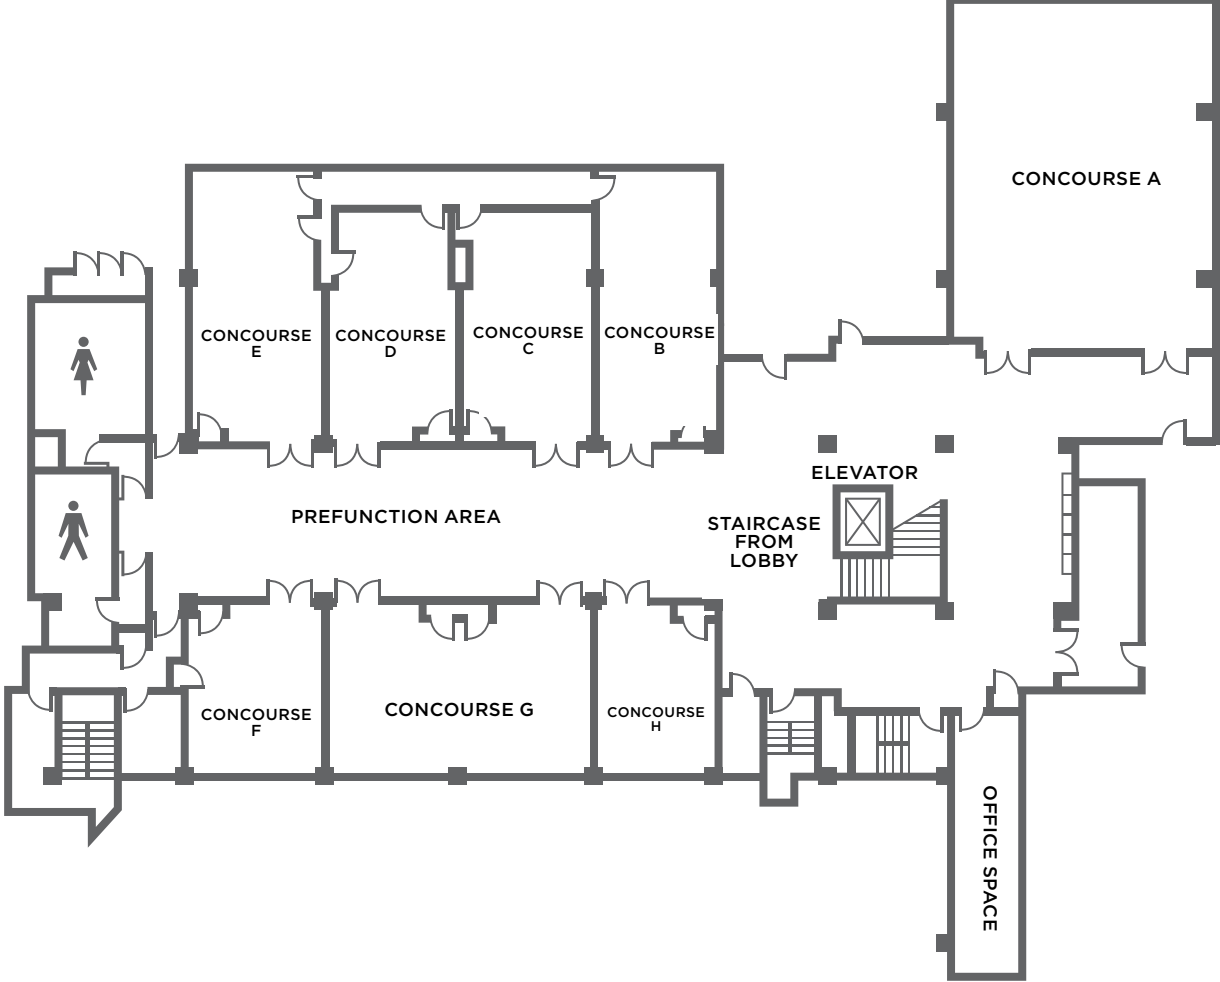 CONCOURSE A
CONCOURSE
E
CONCOURSE
D
CONCOURSE
C
CONCOURSE
B
ELEVATOR
PREFUNCTION AREA
STAIRCASE
FROM
LOBBY
CONCOURSE
F
CONCOURSE G
CONCOURSE
H
OFFICE SPACE